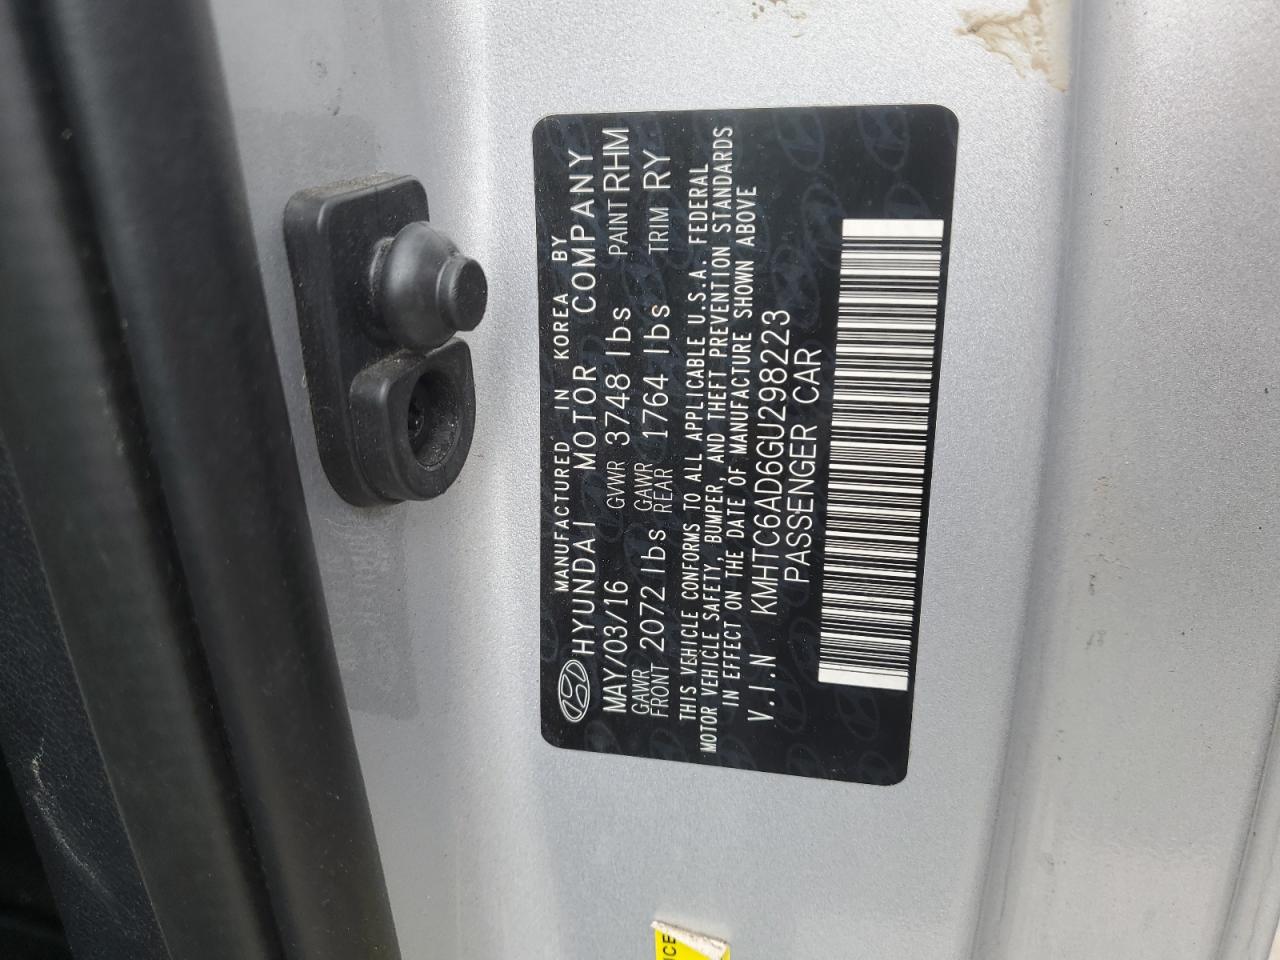 MANUFACTURED IN KOREA BY
HYUNDAI MOTOR COMPANY
MAY/03/16 GVWR 3748 lbs PAINT RHM
GAWR FRONT 2072 lbs GAWR REAR 1764 lbs TRIM RY
THIS VEHICLE CONFORMS TO ALL APPLICABLE U.S.A. FEDERAL
MOTOR VEHICLE SAFETY, BUMPER, AND THEFT PREVENTION STANDARDS
IN EFFECT ON THE DATE OF MANUFACTURE SHOWN ABOVE
V.I.N KMHTC6AD6GU298223
PASSENGER CAR